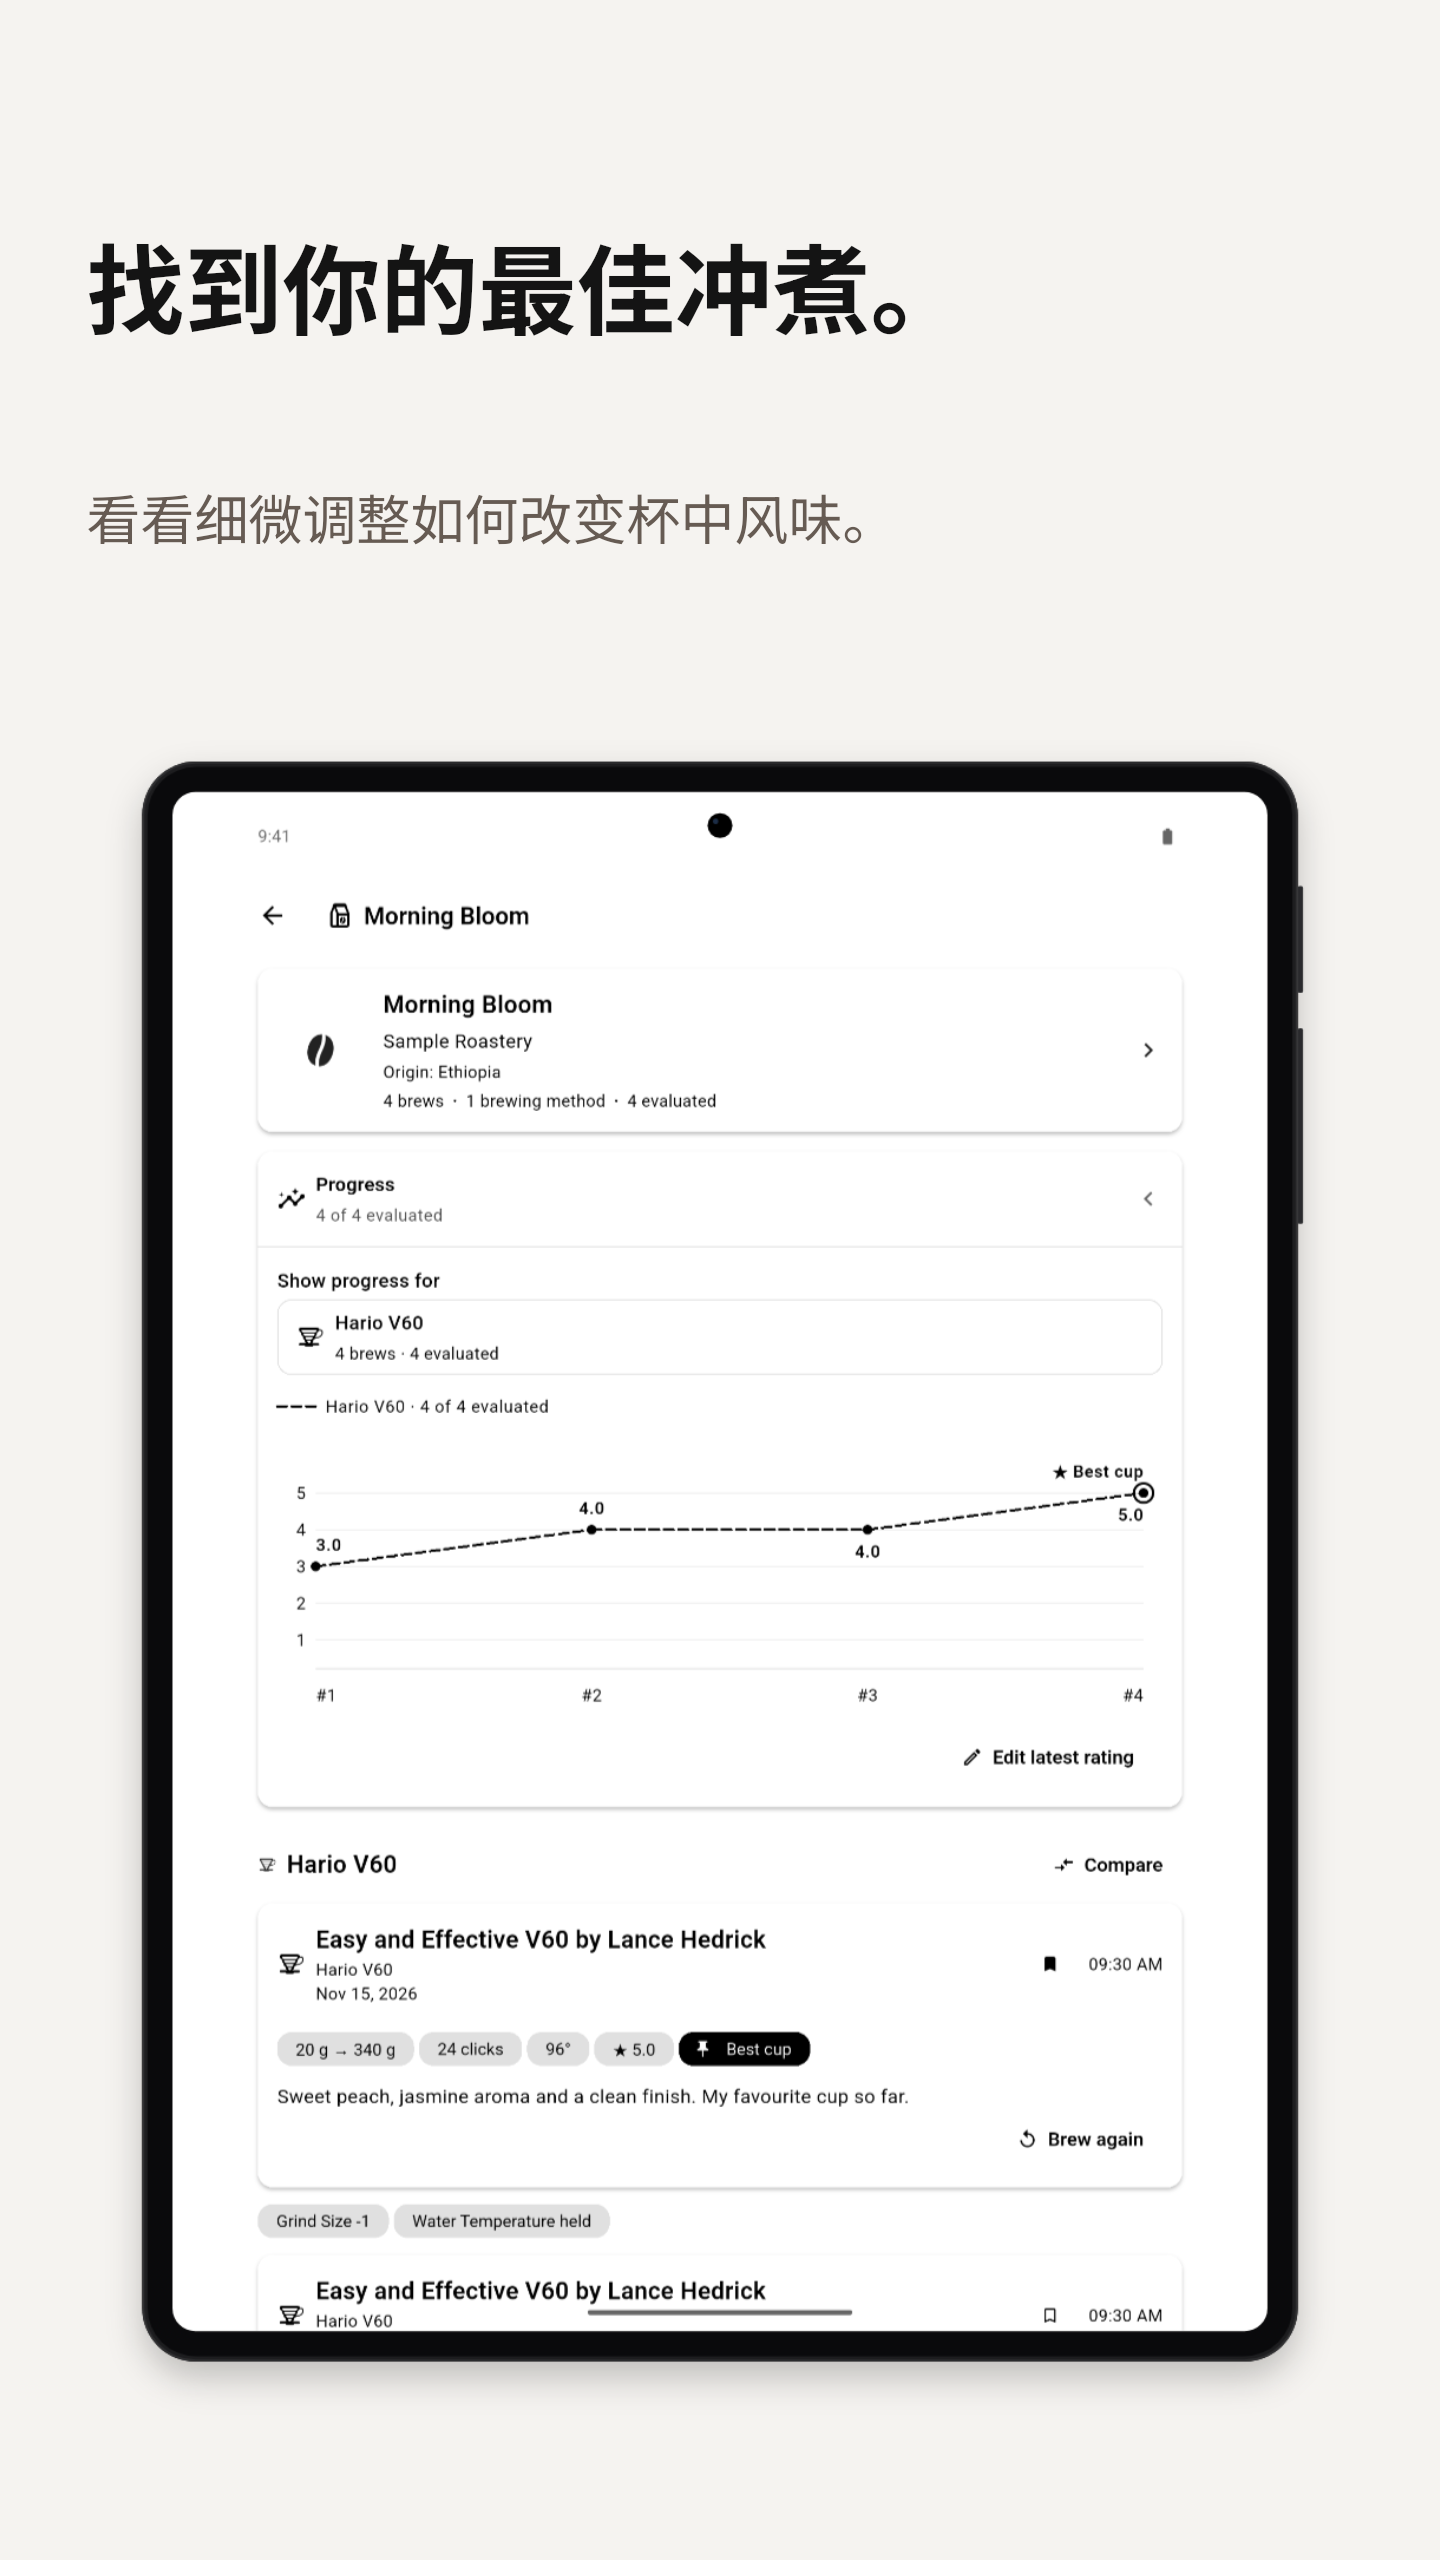 找到你的最佳冲煮。
看看细微调整如何改变杯中风味。
9:41
Morning Bloom
Morning Bloom
Sample Roastery
Origin: Ethiopia
4 brews · 1 brewing method · 4 evaluated
Progress
4 of 4 evaluated
Show progress for
Hario V60
4 brews · 4 evaluated
Hario V60 · 4 of 4 evaluated
★ Best cup
5
4.0
5.0
4
3.0
4.0
3
2
1
#1 #2 #3 #4
Edit latest rating
Hario V60
Compare
Easy and Effective V60 by Lance Hedrick
Hario V60
09:30 AM
Nov 15, 2026
20 g → 340 g
24 clicks
96°
★ 5.0
Best cup
Sweet peach, jasmine aroma and a clean finish. My favourite cup so far.
Brew again
Grind Size -1
Water Temperature held
Easy and Effective V60 by Lance Hedrick
Hario V60
09:30 AM